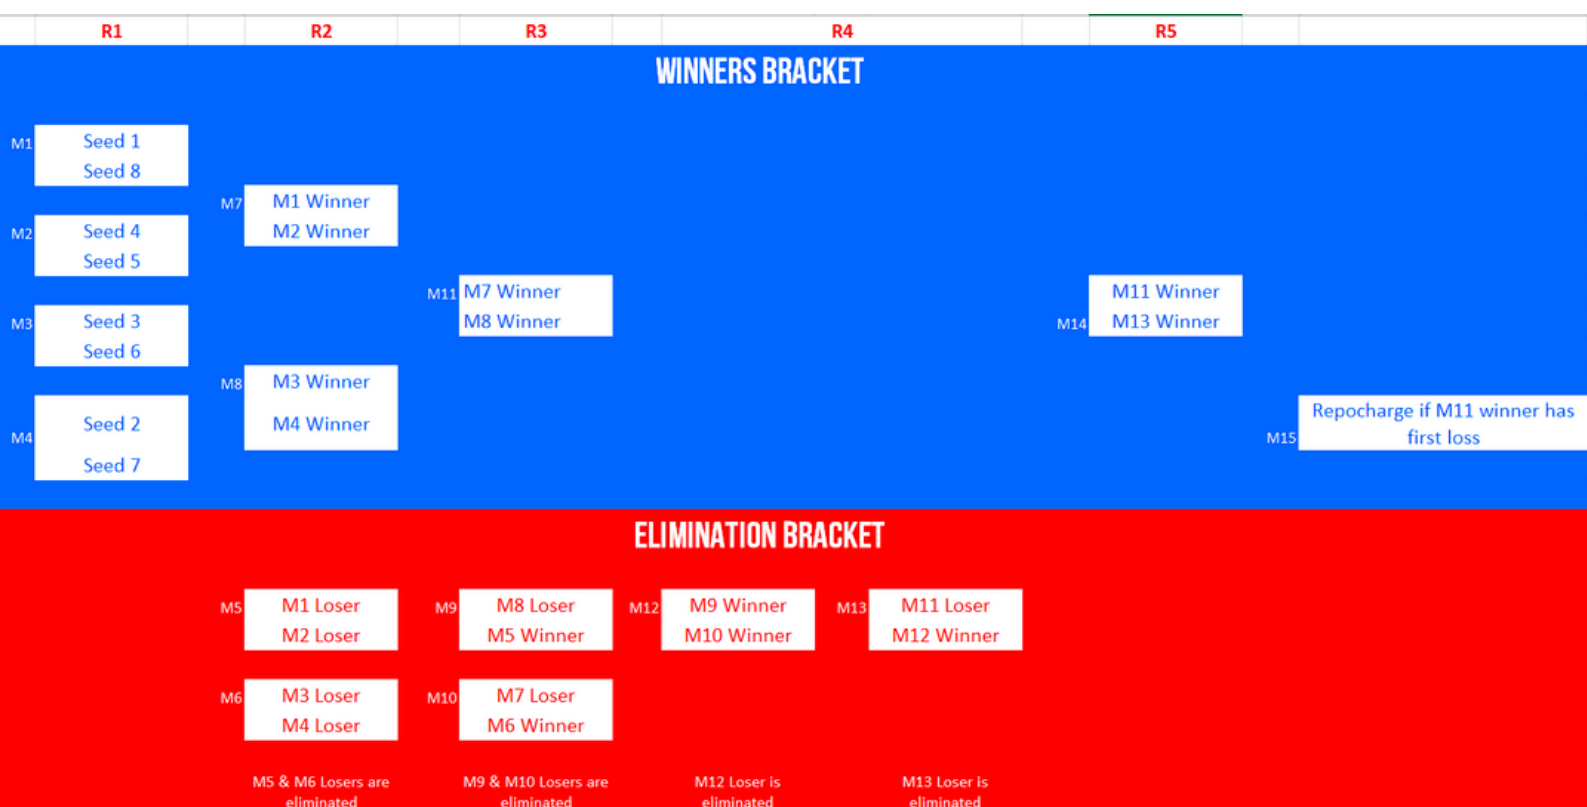 R1 R2 R3 R4 R5
WINNERS BRACKET
M1 Seed 1
Seed 8
M7 M1 Winner
M2 Winner
M2 Seed 4
Seed 5
M11 M7 Winner
M8 Winner
M14 M11 Winner
M13 Winner
M3 Seed 3
Seed 6
M8 M3 Winner
M4 Winner
M4 Seed 2
Seed 7
M15 Repocharge if M11 winner has
first loss
ELIMINATION BRACKET
M5 M1 Loser
M2 Loser
M9 M8 Loser
M5 Winner
M12 M9 Winner
M10 Winner
M13 M11 Loser
M12 Winner
M6 M3 Loser
M4 Loser
M10 M7 Loser
M6 Winner
M5 & M6 Losers are
eliminated
M9 & M10 Losers are
eliminated
M12 Loser is
eliminated
M13 Loser is
eliminated